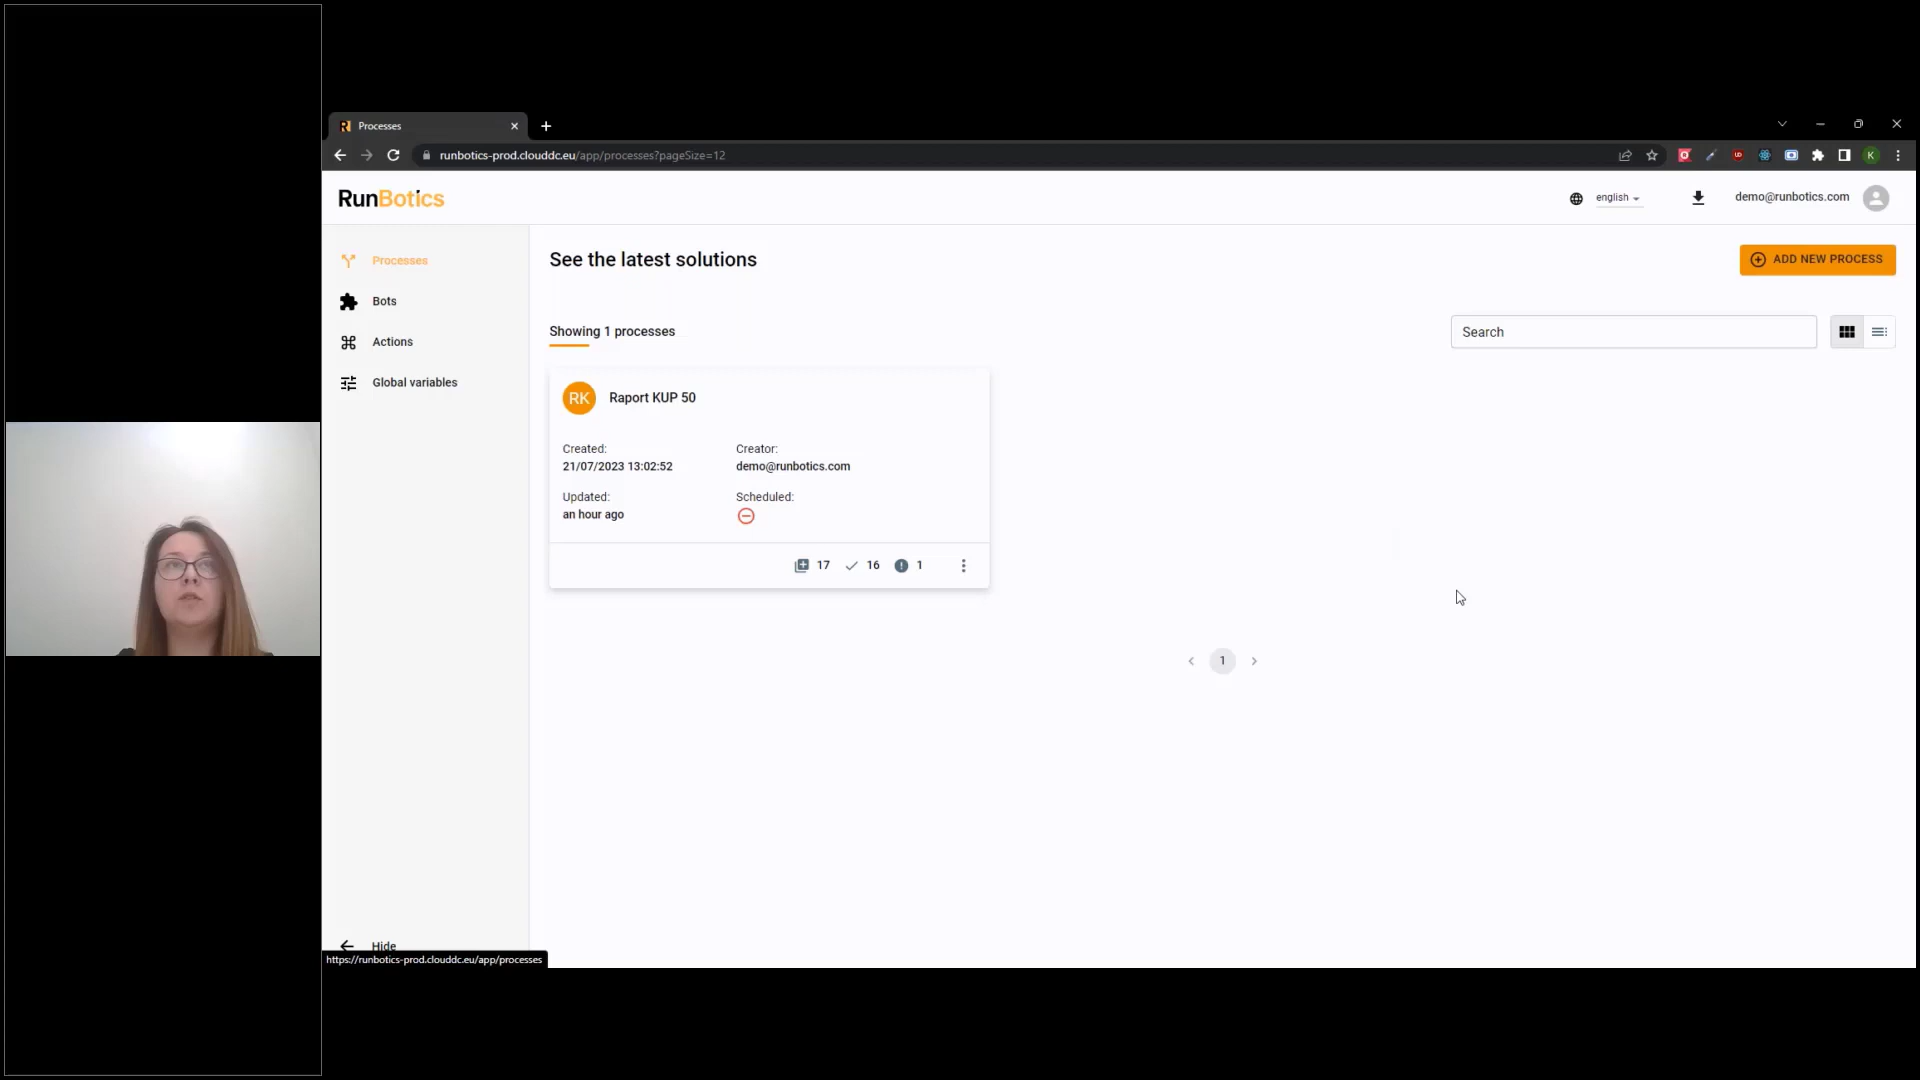 Processes
runbotics-prod.clouddc.eu/app/processes?pageSize=12
K
RunBotics
english
demo@runbotics.com
Processes
Bots
Actions
Global variables
Hide
See the latest solutions
ADD NEW PROCESS
Showing 1 processes
Search
RK
Raport KUP 50
Created:
21/07/2023 13:02:52
Creator:
demo@runbotics.com
Updated:
an hour ago
Scheduled:
17 16 1
1
https://runbotics-prod.clouddc.eu/app/processes